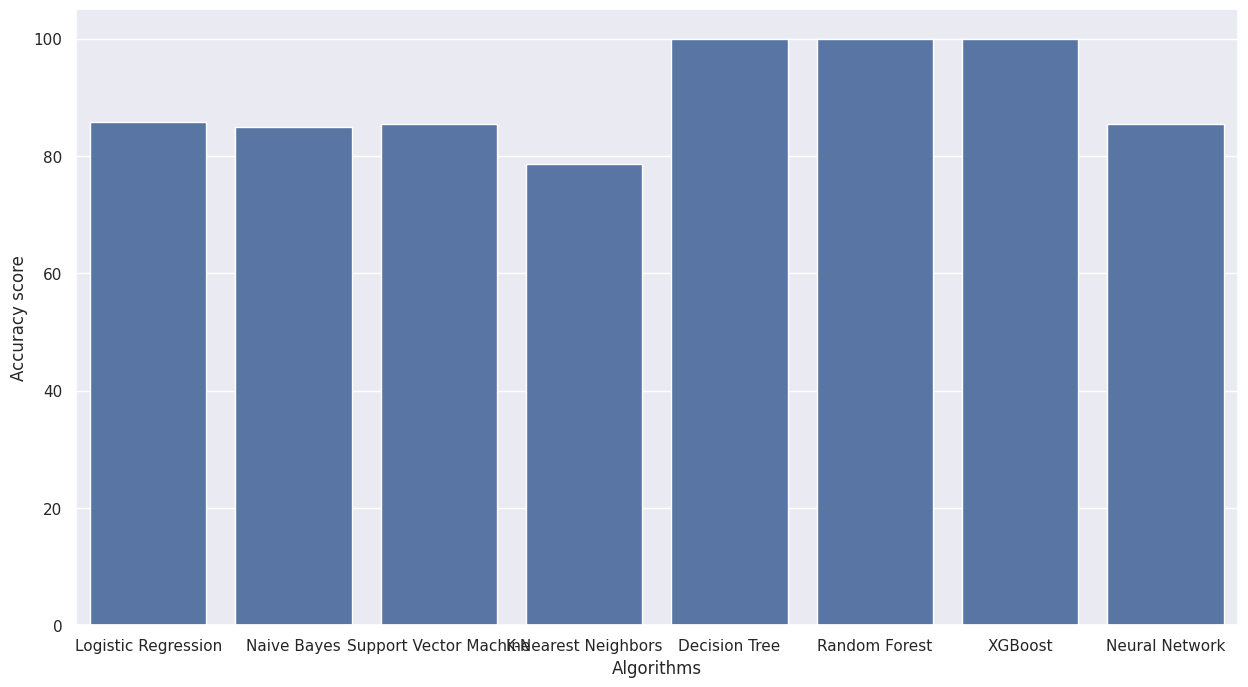 100
80
60
40
20
0
Accuracy score
Logistic Regression
Naive Bayes
Support Vector Machine
K-Nearest Neighbors
Decision Tree
Random Forest
XGBoost
Neural Network
Algorithms